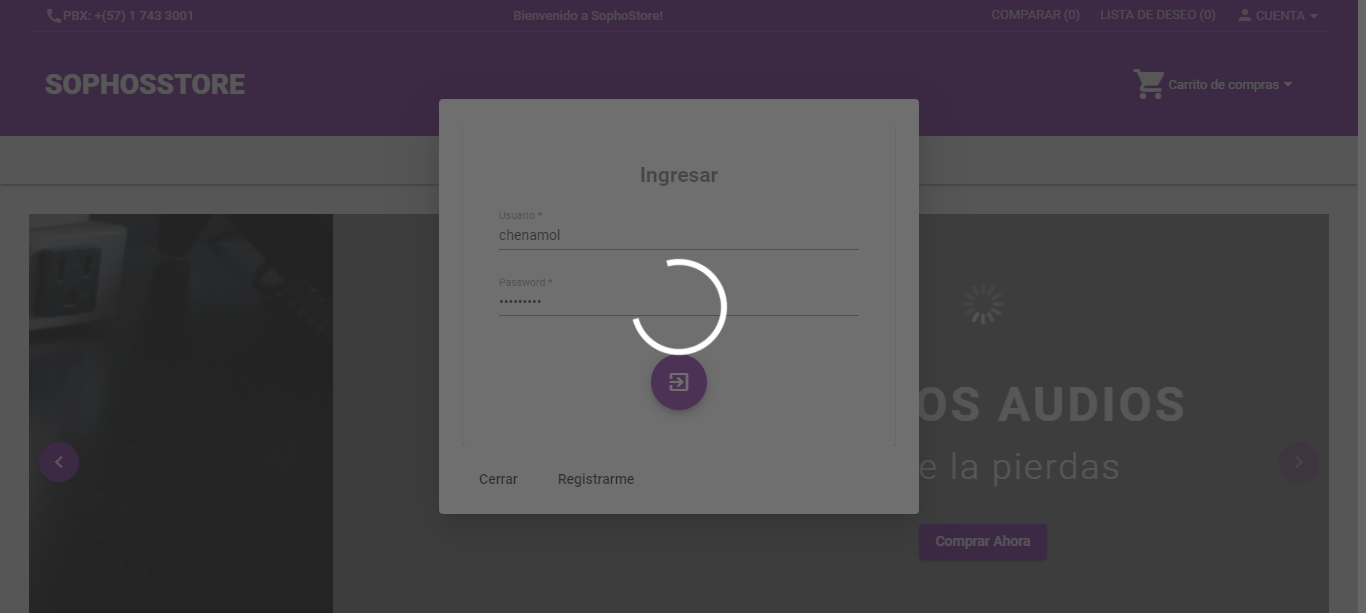 PBX: +(57) 1 743 3001
Bienvenido a SophoStore!
COMPARAR (0)
LISTA DE DESEO (0)
CUENTA
SOPHOSSTORE
Carrito de compras
Ingresar
Usuario *
chenamol
Password *
•••••••••
OS AUDIOS
e la pierdas
Cerrar
Registrarme
Comprar Ahora